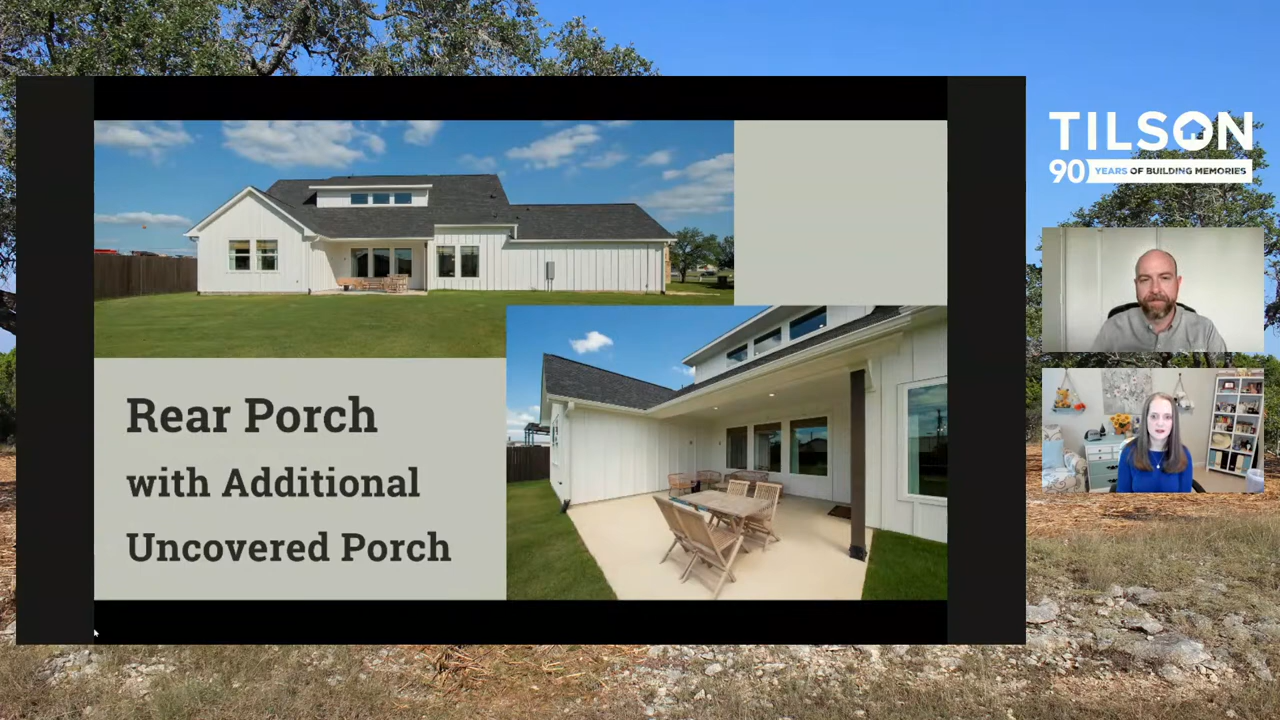 TILSON
90 YEARS OF BUILDING MEMORIES
Rear Porch
with Additional
Uncovered Porch